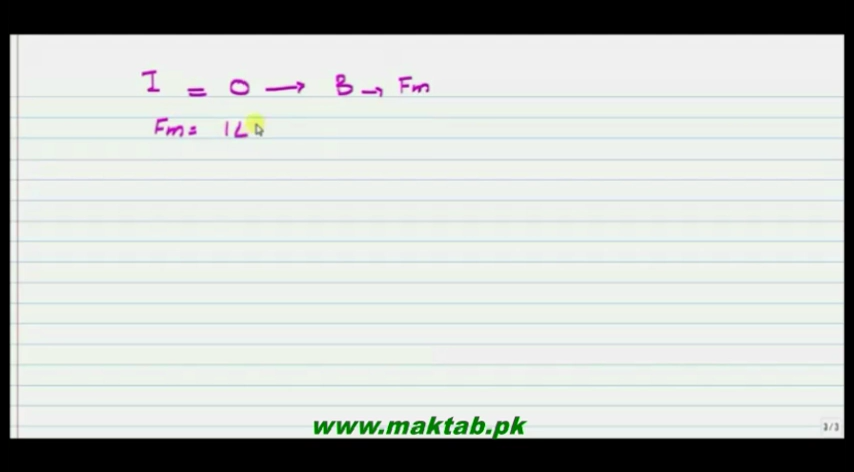 I = 0 → B → Fm
Fm = IL
www.maktab.pk
3/3